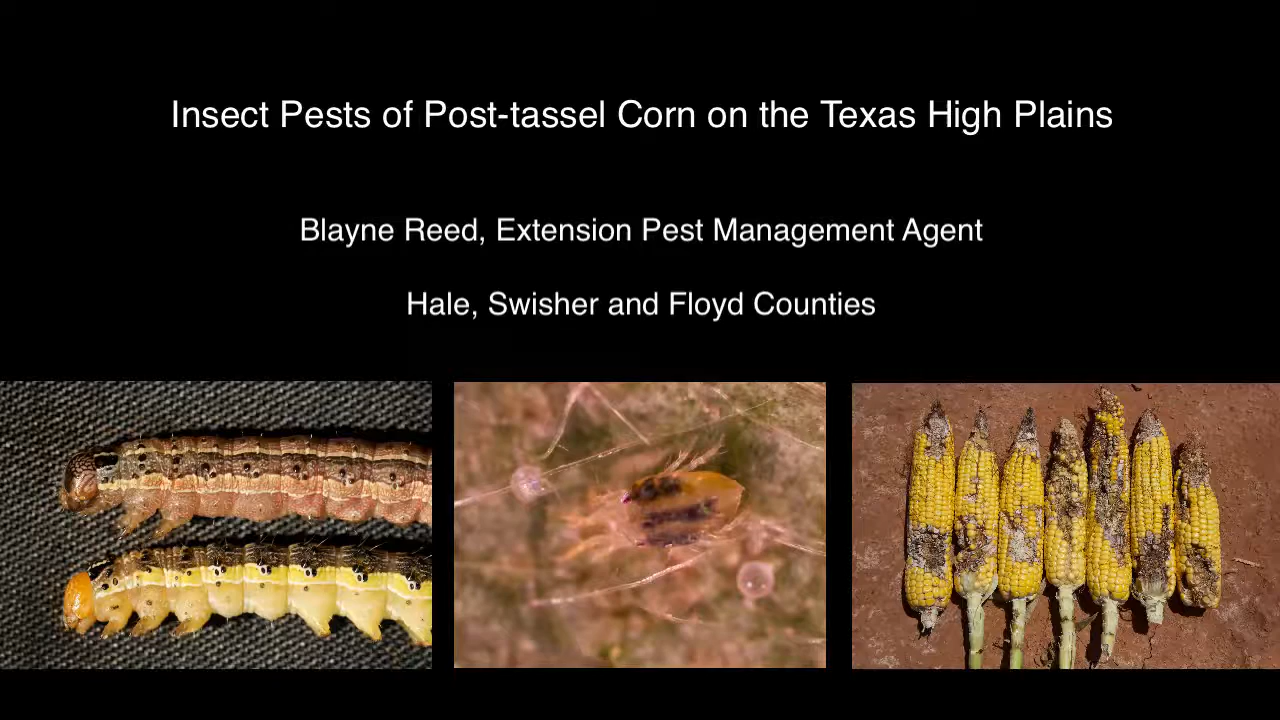 Insect Pests of Post-tassel Corn on the Texas High Plains
Blayne Reed, Extension Pest Management Agent
Hale, Swisher and Floyd Counties